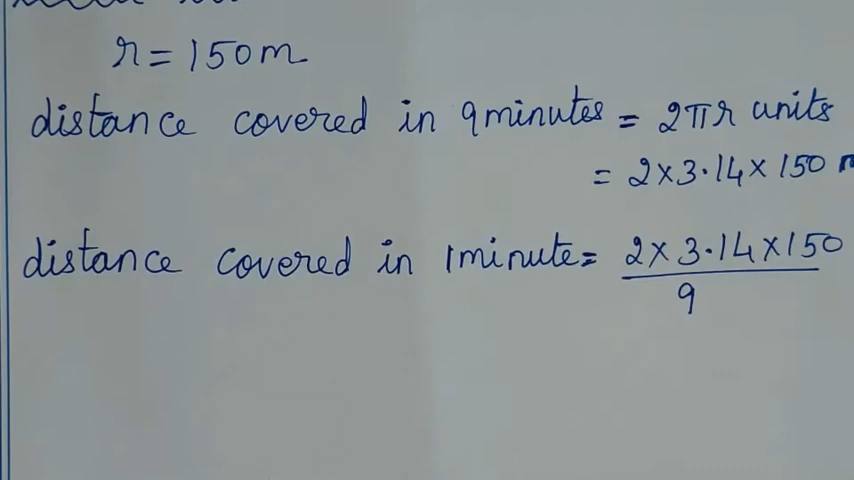 r = 150m
distance covered in 9 minutes = 2πr units
= 2×3·14×150
distance covered in 1 minute = 2×3·14×150
9